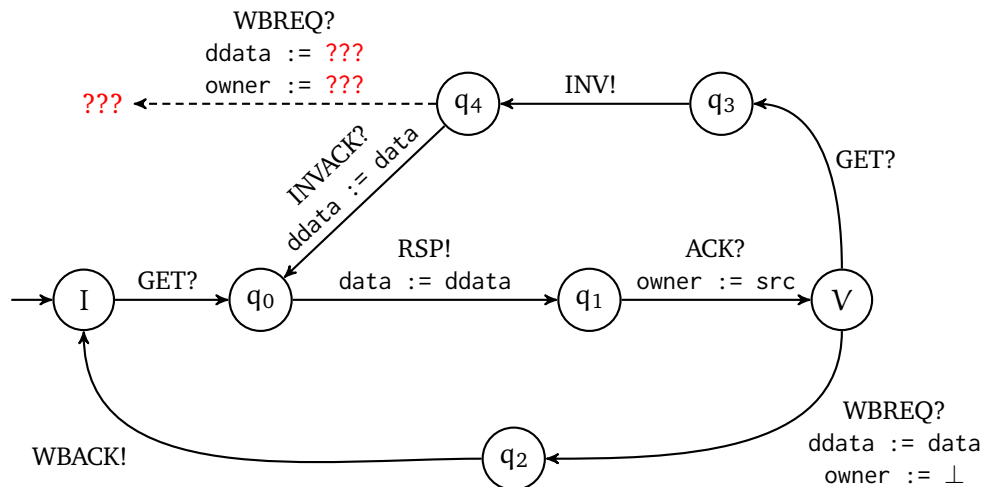 WBREQ?
ddata := ???
owner := ???
???
q4
INV!
q3
INVACK?
ddata := data
GET?
I
GET?
q0
RSP!
data := ddata
q1
ACK?
owner := src
V
WBACK!
q2
WBREQ?
ddata := data
owner := ⊥